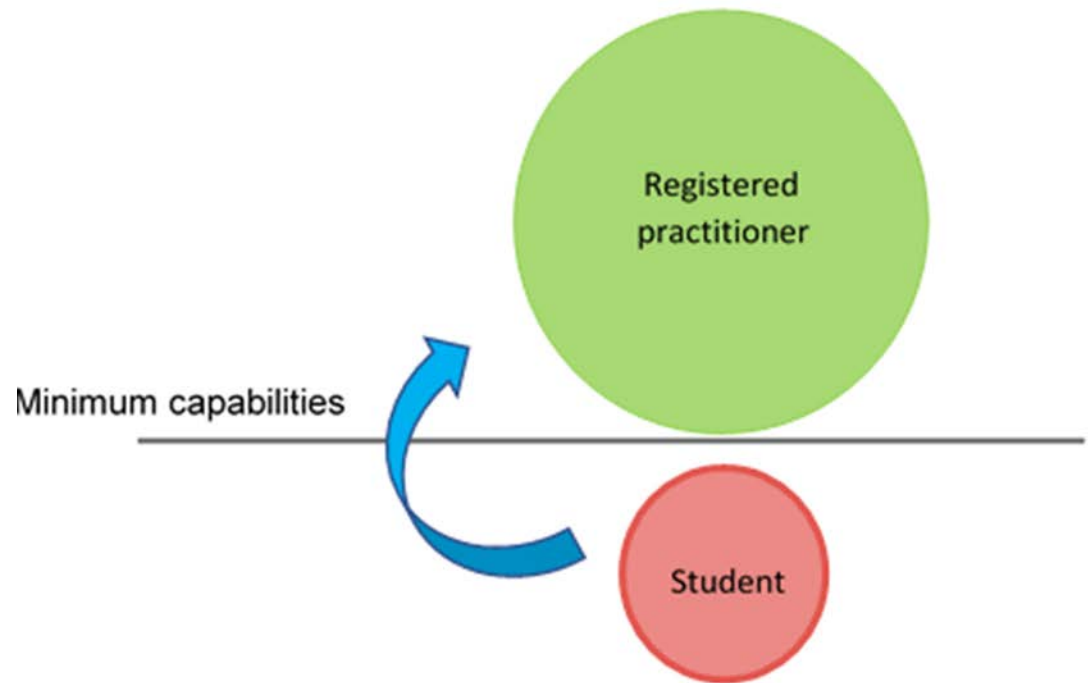 Registered
practitioner
Minimum capabilities
Student